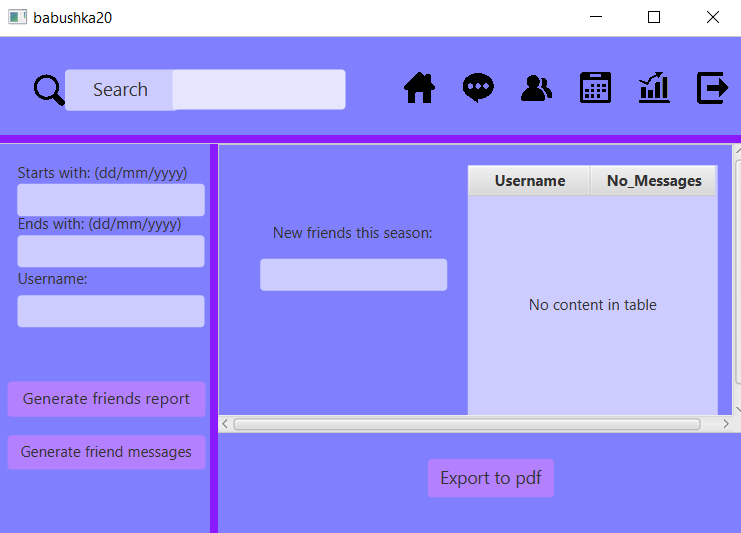 babushka20
Search
Starts with: (dd/mm/yyyy)
Ends with: (dd/mm/yyyy)
Username:
Generate friends report
Generate friend messages
New friends this season:
Username No_Messages
No content in table
Export to pdf